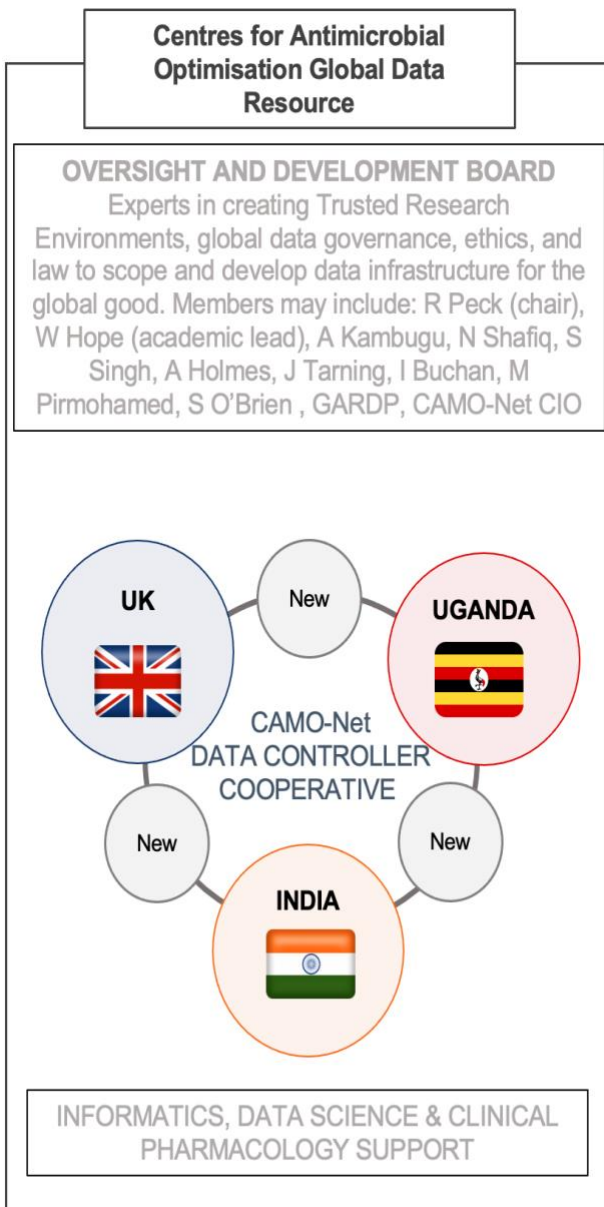 Centres for Antimicrobial
Optimisation Global Data
Resource
OVERSIGHT AND DEVELOPMENT BOARD
Experts in creating Trusted Research
Environments, global data governance, ethics, and
law to scope and develop data infrastructure for the
global good. Members may include: R Peck (chair),
W Hope (academic lead), A Kambugu, N Shafiq, S
Singh, A Holmes, J Tarning, I Buchan, M
Pirmohamed, S O’Brien , GARDP, CAMO-Net CIO
New
UK
UGANDA
CAMO-Net
DATA CONTROLLER
COOPERATIVE
New
New
INDIA
INFORMATICS, DATA SCIENCE & CLINICAL
PHARMACOLOGY SUPPORT